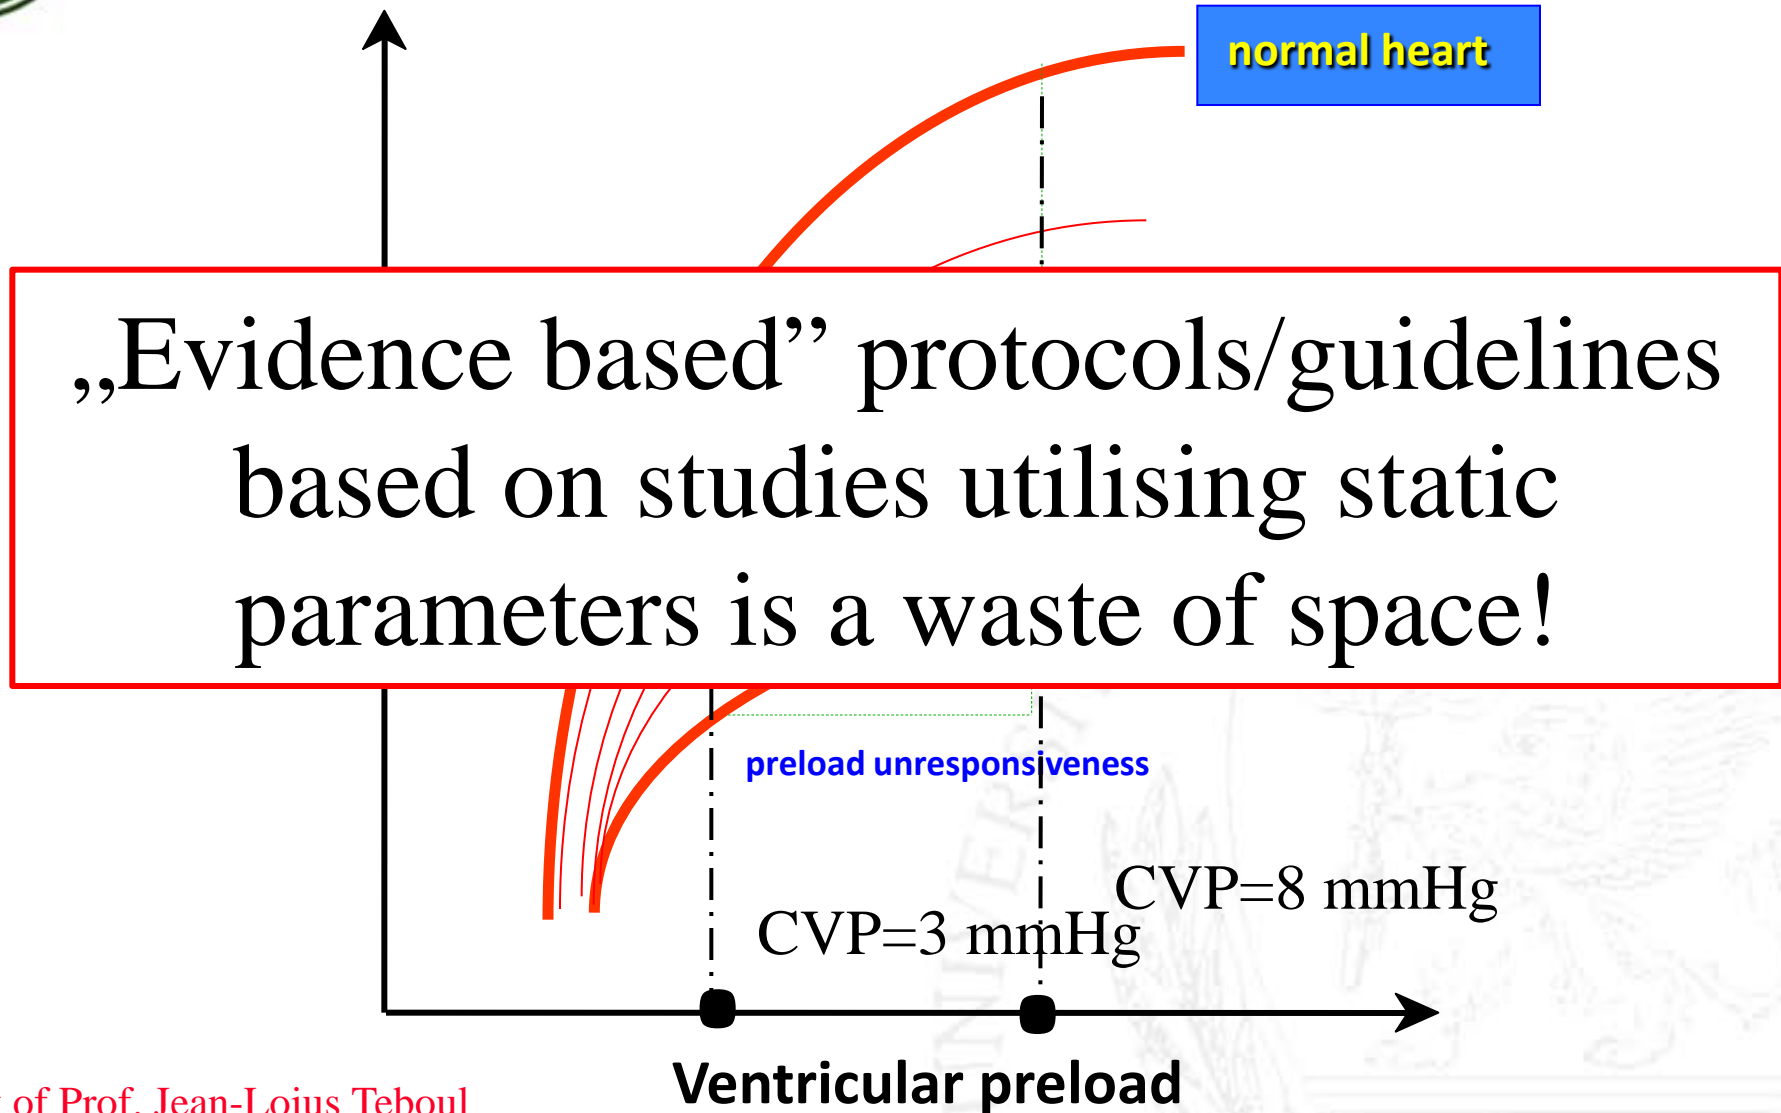 normal heart
„Evidence based” protocols/guidelines
based on studies utilising static
parameters is a waste of space!
preload unresponsiveness
CVP=8 mmHg
CVP=3 mmHg
Ventricular preload
of Prof. Jean-Loius Teboul